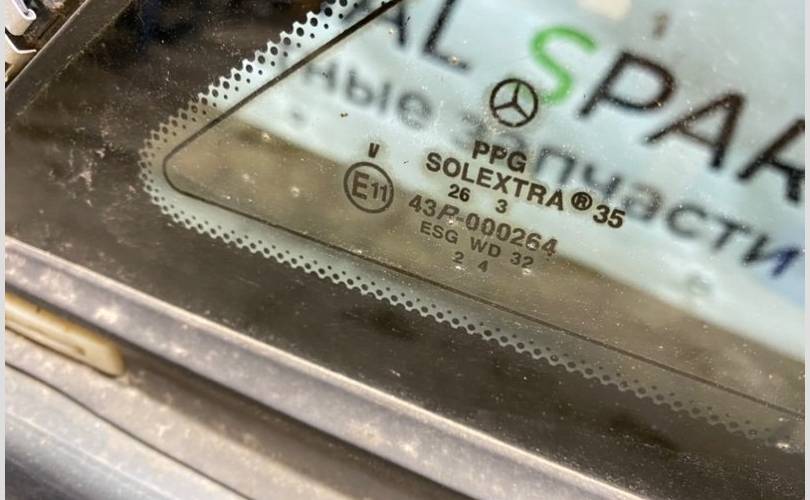 AL SPAR
ные запчасти
PPG
SOLEXTRA® 35
26 3
V
E11
43R-000264
ESG WD 32
2 4